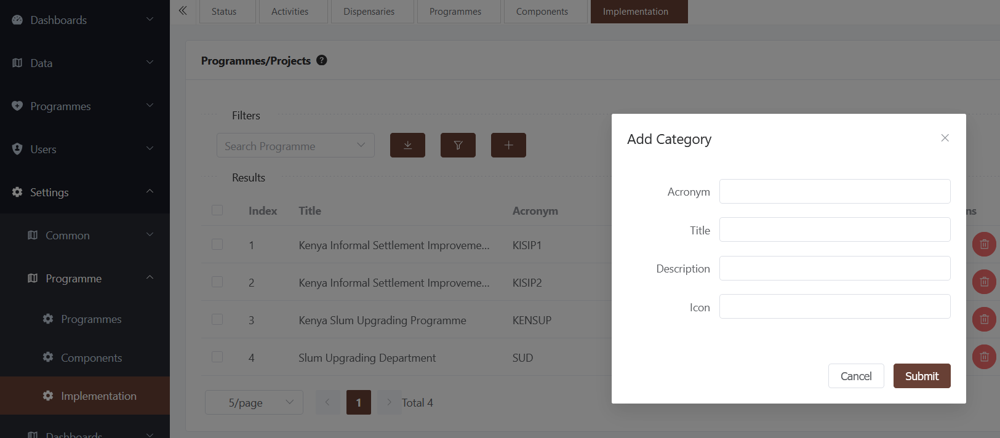 Dashboards
Data
Programmes
Users
Settings
Common
Programme
Programmes
Components
Implementation
Dashboards
Status
Activities
Dispensaries
Programmes
Components
Implementation
Programmes/Projects
Filters
Search Programme
Results
Index Title Acronym ns
1 Kenya Informal Settlement Improveme... KISIP1
2 Kenya Informal Settlement Improveme... KISIP2
3 Kenya Slum Upgrading Programme KENSUP
4 Slum Upgrading Department SUD
5/page 1 Total 4
Add Category
Acronym
Title
Description
Icon
Cancel Submit